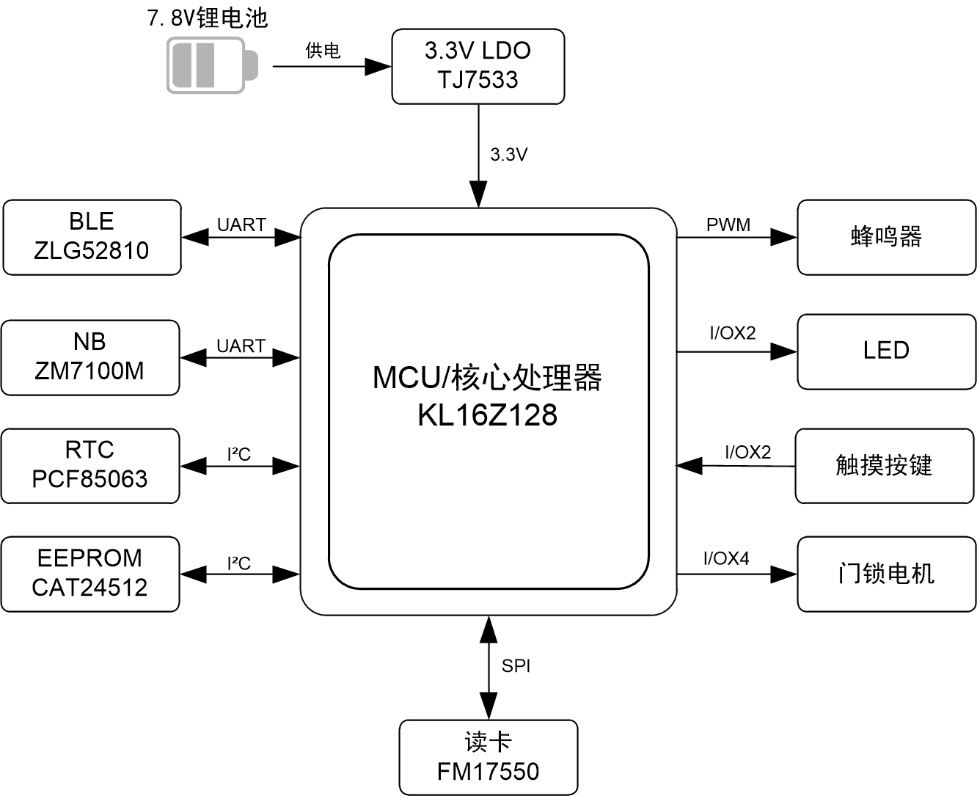 7.8V锂电池
供电
3.3V LDO
TJ7533
3.3V
BLE
ZLG52810
UART
PWM
蜂鸣器
NB
ZM7100M
UART
I/OX2
LED
MCU/核心处理器
KL16Z128
RTC
PCF85063
I²C
I/OX2
触摸按键
EEPROM
CAT24512
I²C
I/OX4
门锁电机
SPI
读卡
FM17550